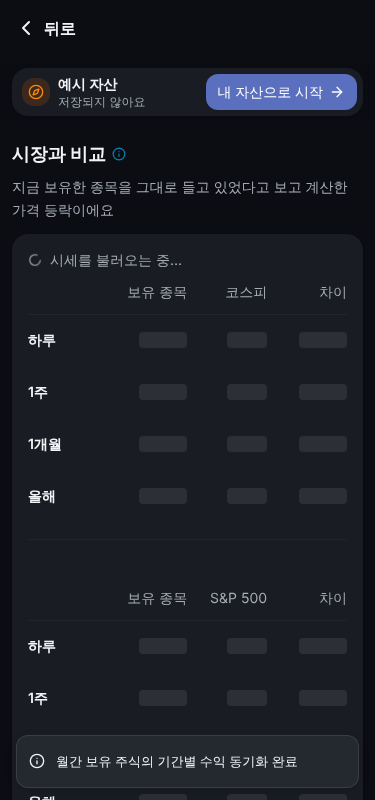 뒤로
예시 자산
저장되지 않아요
내 자산으로 시작
시장과 비교
지금 보유한 종목을 그대로 들고 있었다고 보고 계산한
가격 등락이에요
시세를 불러오는 중...
보유 종목 코스피 차이
하루
1주
1개월
올해
보유 종목 S&P 500 차이
하루
1주
월간 보유 주식의 기간별 수익 동기화 완료